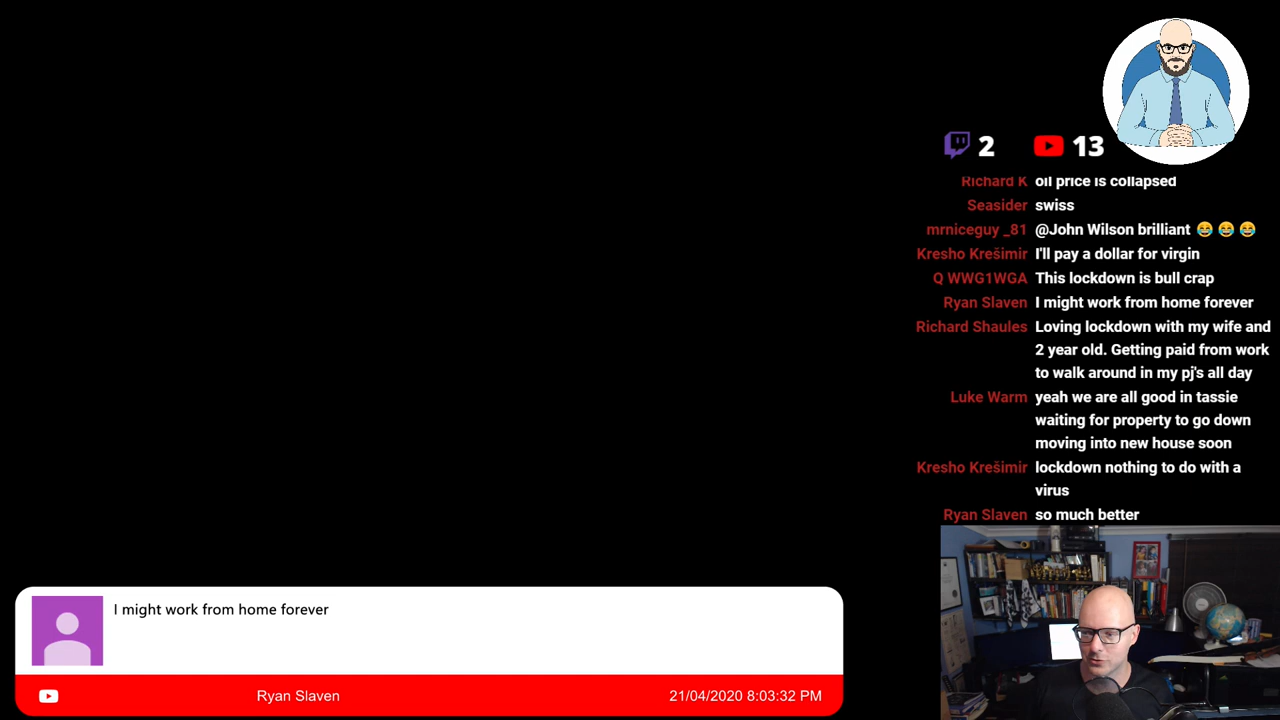 2 13
Richard K oil price is collapsed
Seasider swiss
mrniceguy _81 @John Wilson brilliant 😂 😂 😂
Kresho Krešimir I'll pay a dollar for virgin
Q WWG1WGA This lockdown is bull crap
Ryan Slaven I might work from home forever
Richard Shaules Loving lockdown with my wife and
2 year old. Getting paid from work
to walk around in my pj's all day
Luke Warm yeah we are all good in tassie
waiting for property to go down
moving into new house soon
Kresho Krešimir lockdown nothing to do with a
virus
Ryan Slaven so much better
I might work from home forever
Ryan Slaven 21/04/2020 8:03:32 PM